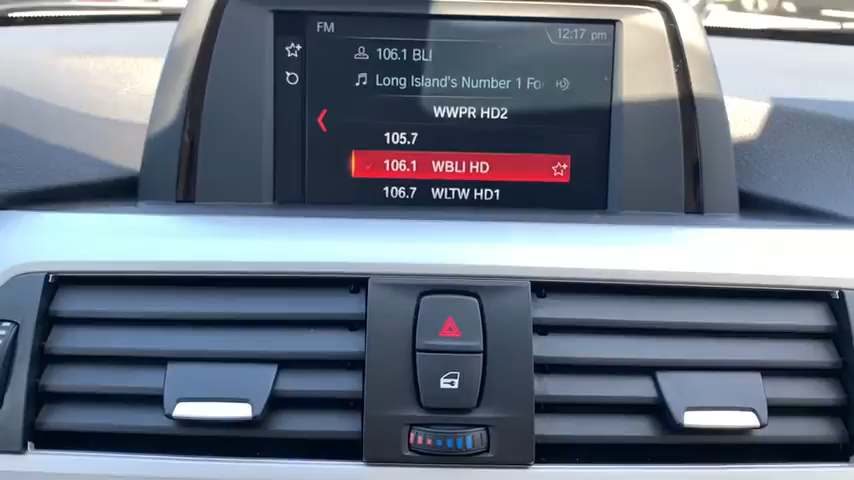 FM
12:17 pm
106.1 BLI
Long Island's Number 1 Fo
WWPR HD2
105.7
106.1 WBLI HD
106.7 WLTW HD1